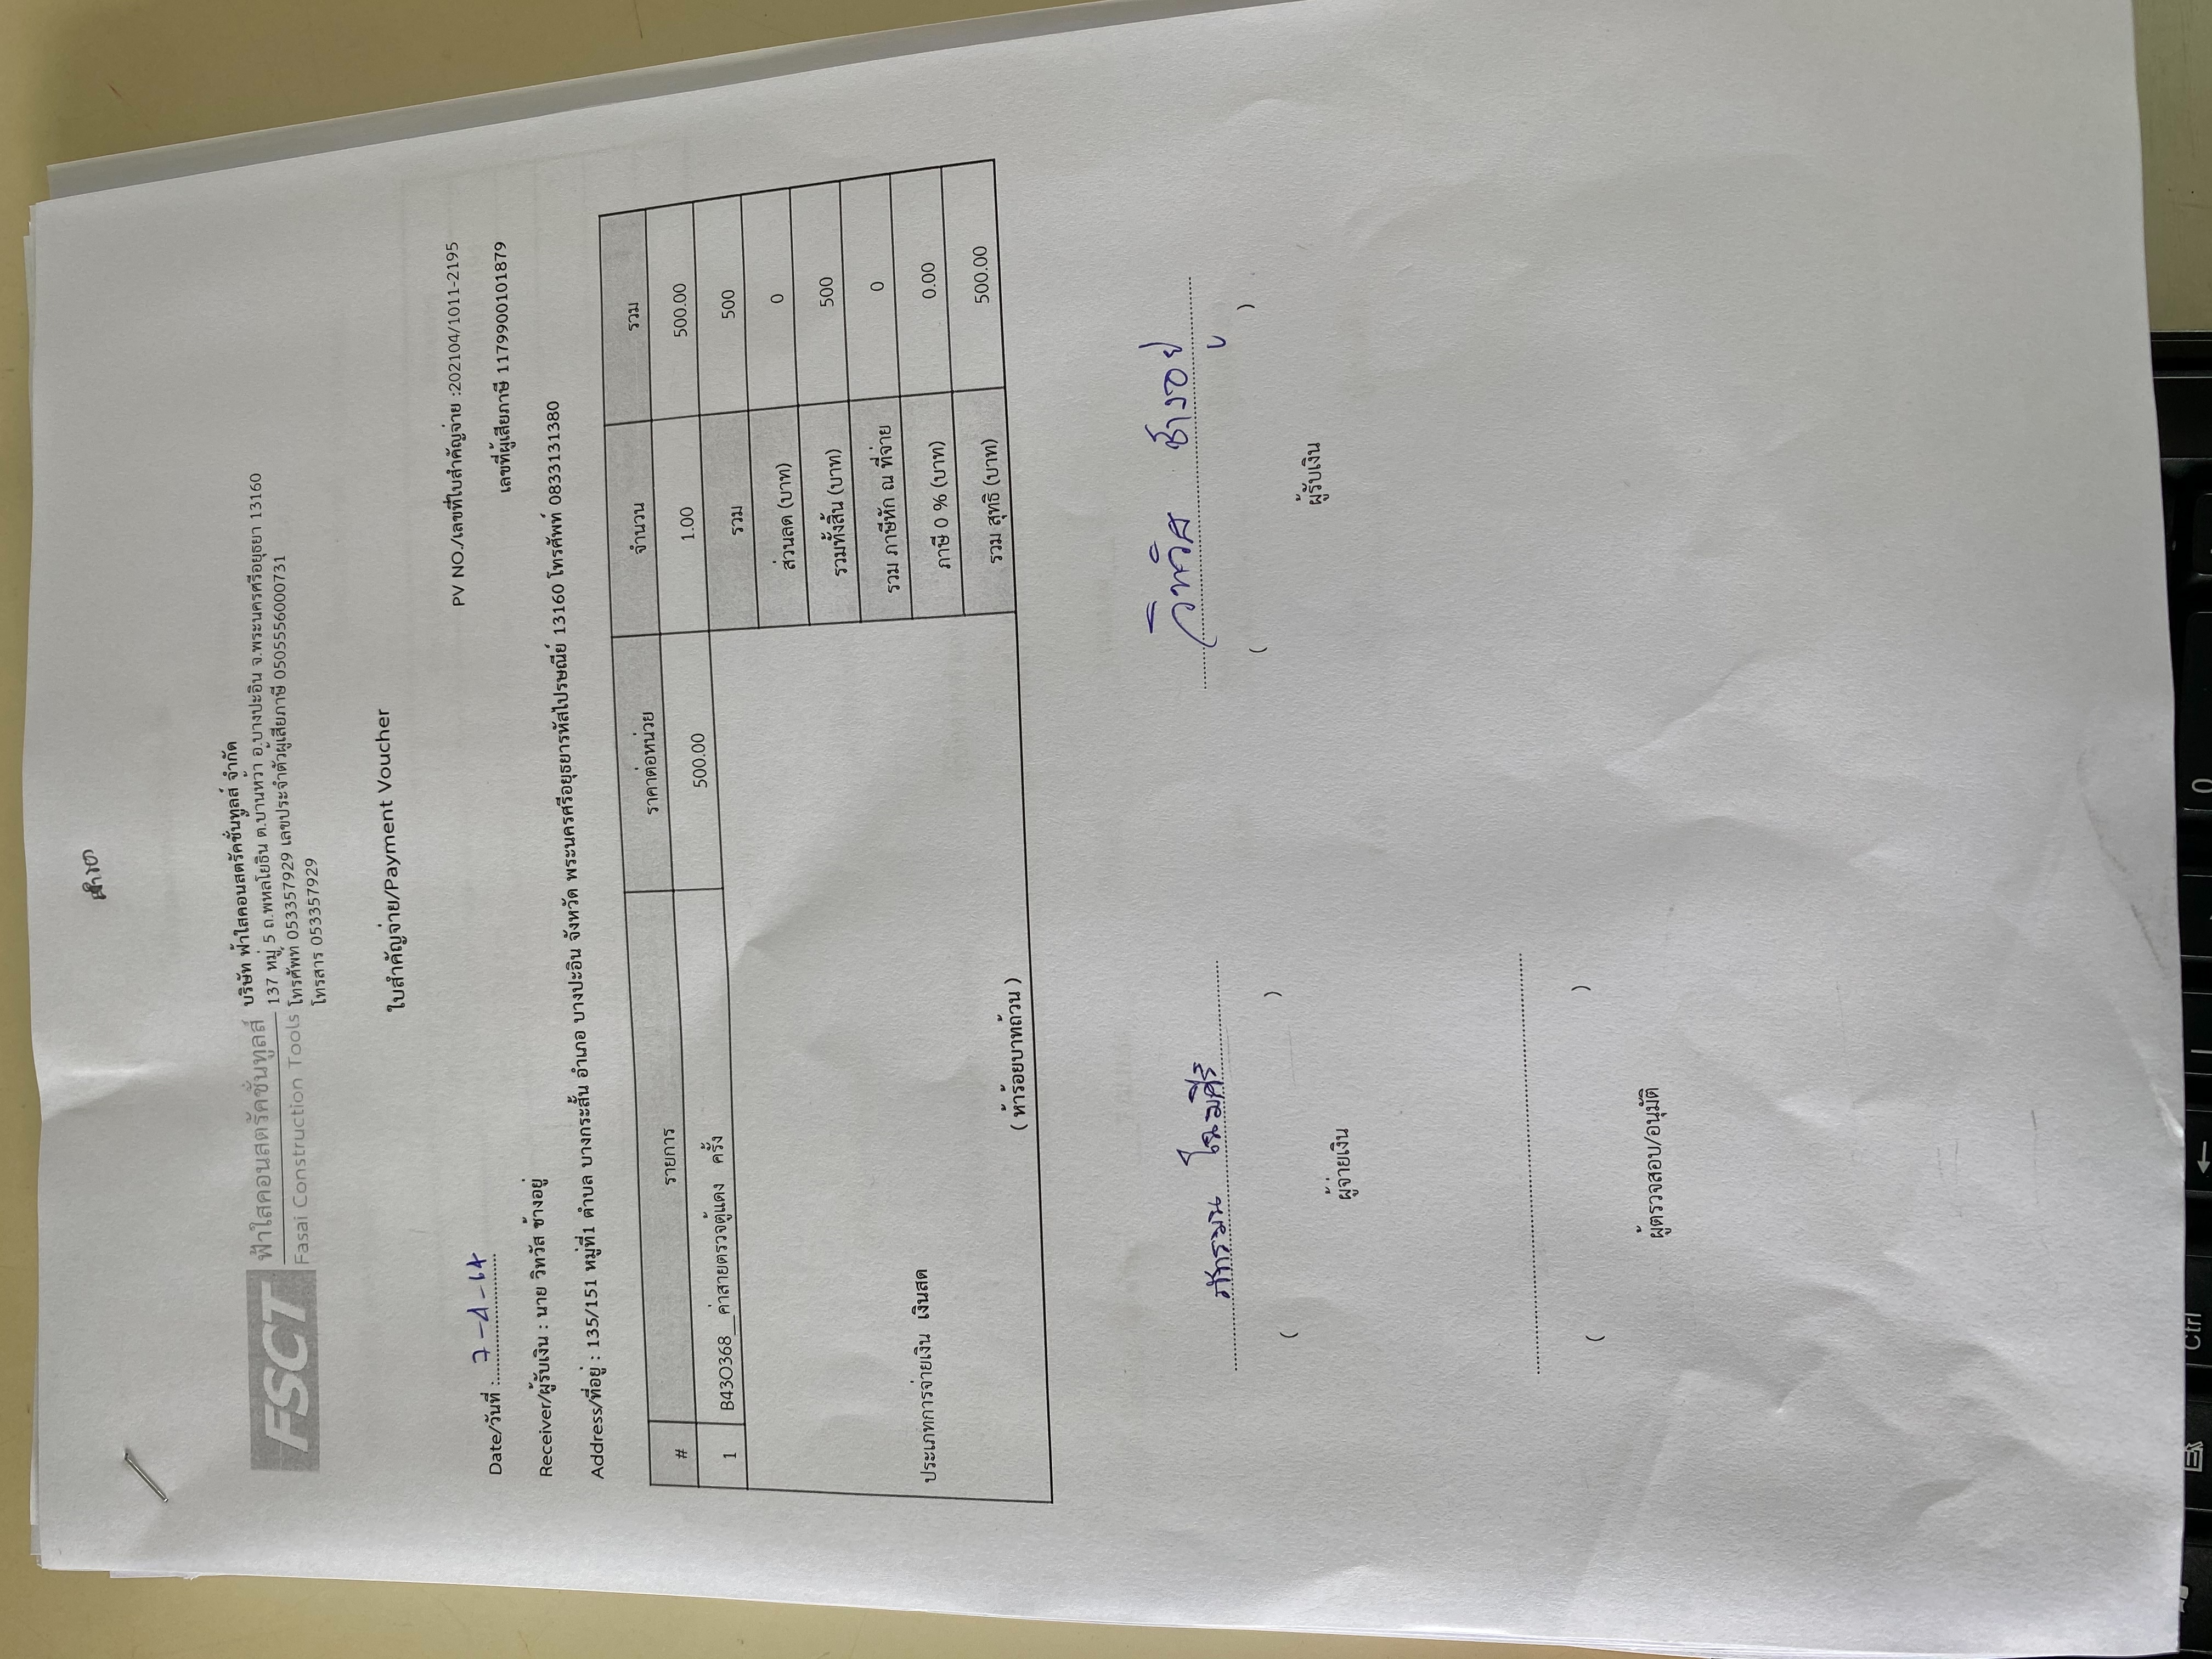 FSCT
ฟ้าใสคอนสตรัคชั่นทูลส์
Fasai Construction Tools
บริษัท ฟ้าใสคอนสตรัคชั่นทูลส์ จำกัด
137 หมู่ 5 ถ.พหลโยธิน ต.บ้านหว้า อ.บางปะอิน จ.พระนครศรีอยุธยา 13160
โทรศัพท์ 053357929 เลขประจำตัวผู้เสียภาษี 0505556000731
โทรสาร 053357929
ใบสำคัญจ่าย/Payment Voucher
PV NO./เลขที่ใบสำคัญจ่าย :202104/1011-2195
Date/วันที่ : 7-4-64
เลขที่ผู้เสียภาษี 1179900101879
Receiver/ผู้รับเงิน : นาย วิทวัส ช้างอยู่
Address/ที่อยู่ : 135/151 หมู่ที่1 ตำบล บางกระสั้น อำเภอ บางปะอิน จังหวัด พระนครศรีอยุธยารหัสไปรษณีย์ 13160 โทรศัพท์ 0833131380
# รายการ ราคาต่อหน่วย จำนวน รวม
1 B43O368__ค่าสายตรวจตู้แดง ครั้ง 500.00 1.00 500.00
รวม 500
ส่วนลด (บาท) 0
รวมทั้งสิ้น (บาท) 500
รวม ภาษีหัก ณ ที่จ่าย 0
ประเภทการจ่ายเงิน เงินสด
ภาษี 0 % (บาท) 0.00
รวม สุทธิ (บาท) 500.00
( ห้าร้อยบาทถ้วน )
ภัทรมน โฉมศิริ
วิทวัส ช้างอยู่
( )
( )
ผู้จ่ายเงิน
ผู้รับเงิน
( )
ผู้ตรวจสอบ/อนุมัติ
Ctrl
0